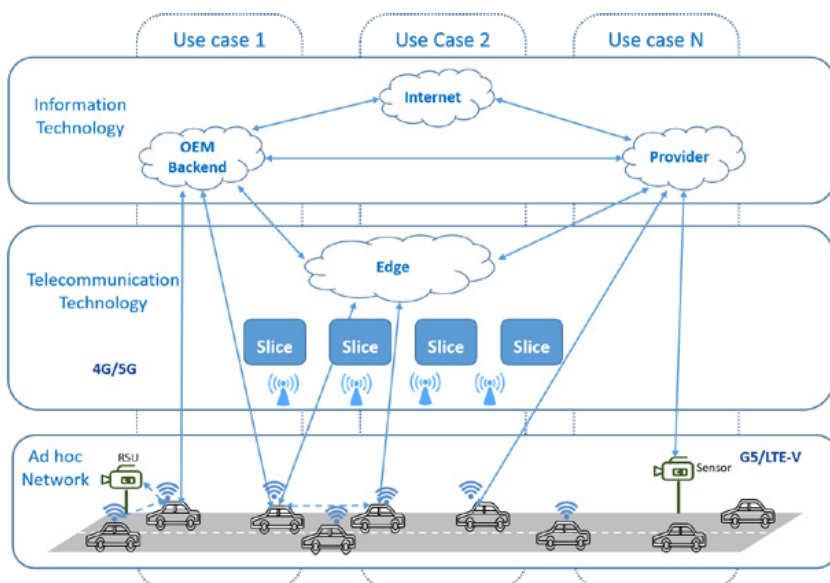 Use case 1
Use Case 2
Use case N
Information
Technology
Internet
OEM
Backend
Provider
Telecommunication
Technology
Edge
Slice
Slice
Slice
Slice
4G/5G
Ad hoc
Network
RSU
Sensor
G5/LTE-V